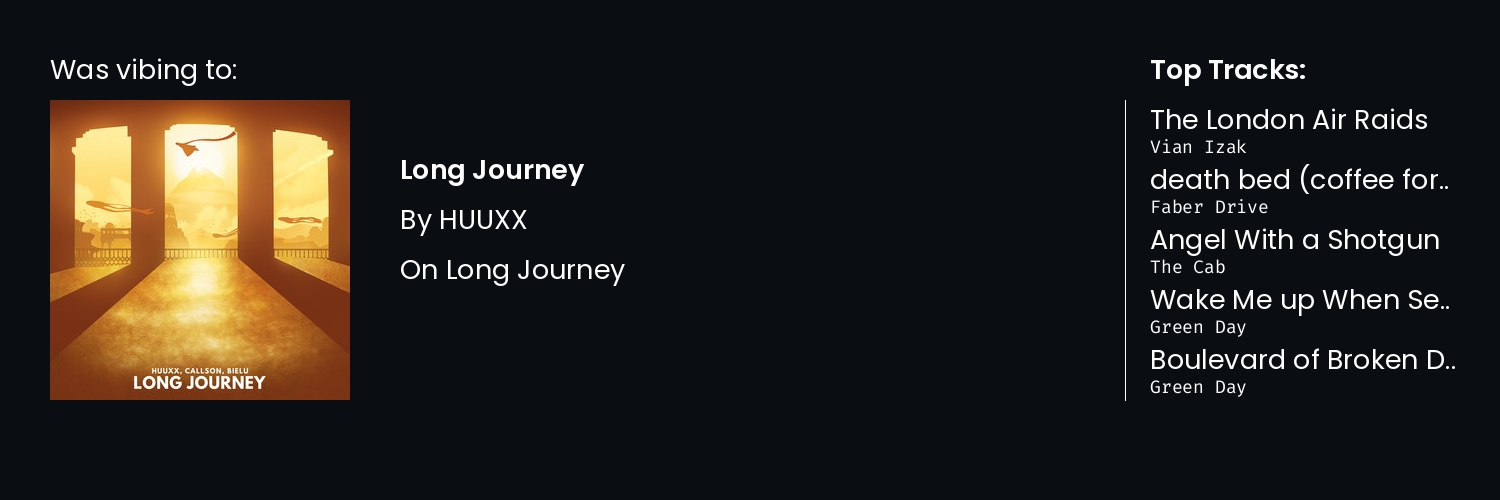 Was vibing to:
HUUXX, CALLSON, BIELU
LONG JOURNEY
Long Journey
By HUUXX
On Long Journey
Top Tracks:
The London Air Raids
Vian Izak
death bed (coffee for..
Faber Drive
Angel With a Shotgun
The Cab
Wake Me up When Se..
Green Day
Boulevard of Broken D..
Green Day